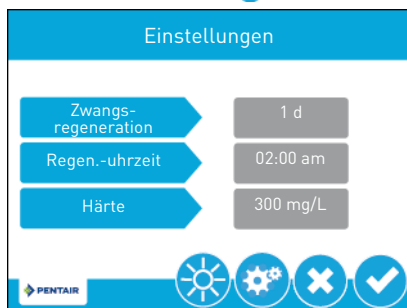 Einstellungen
Zwangs-
regeneration
1 d
Regen.-uhrzeit
02:00 am
Härte
300 mg/L
PENTAIR